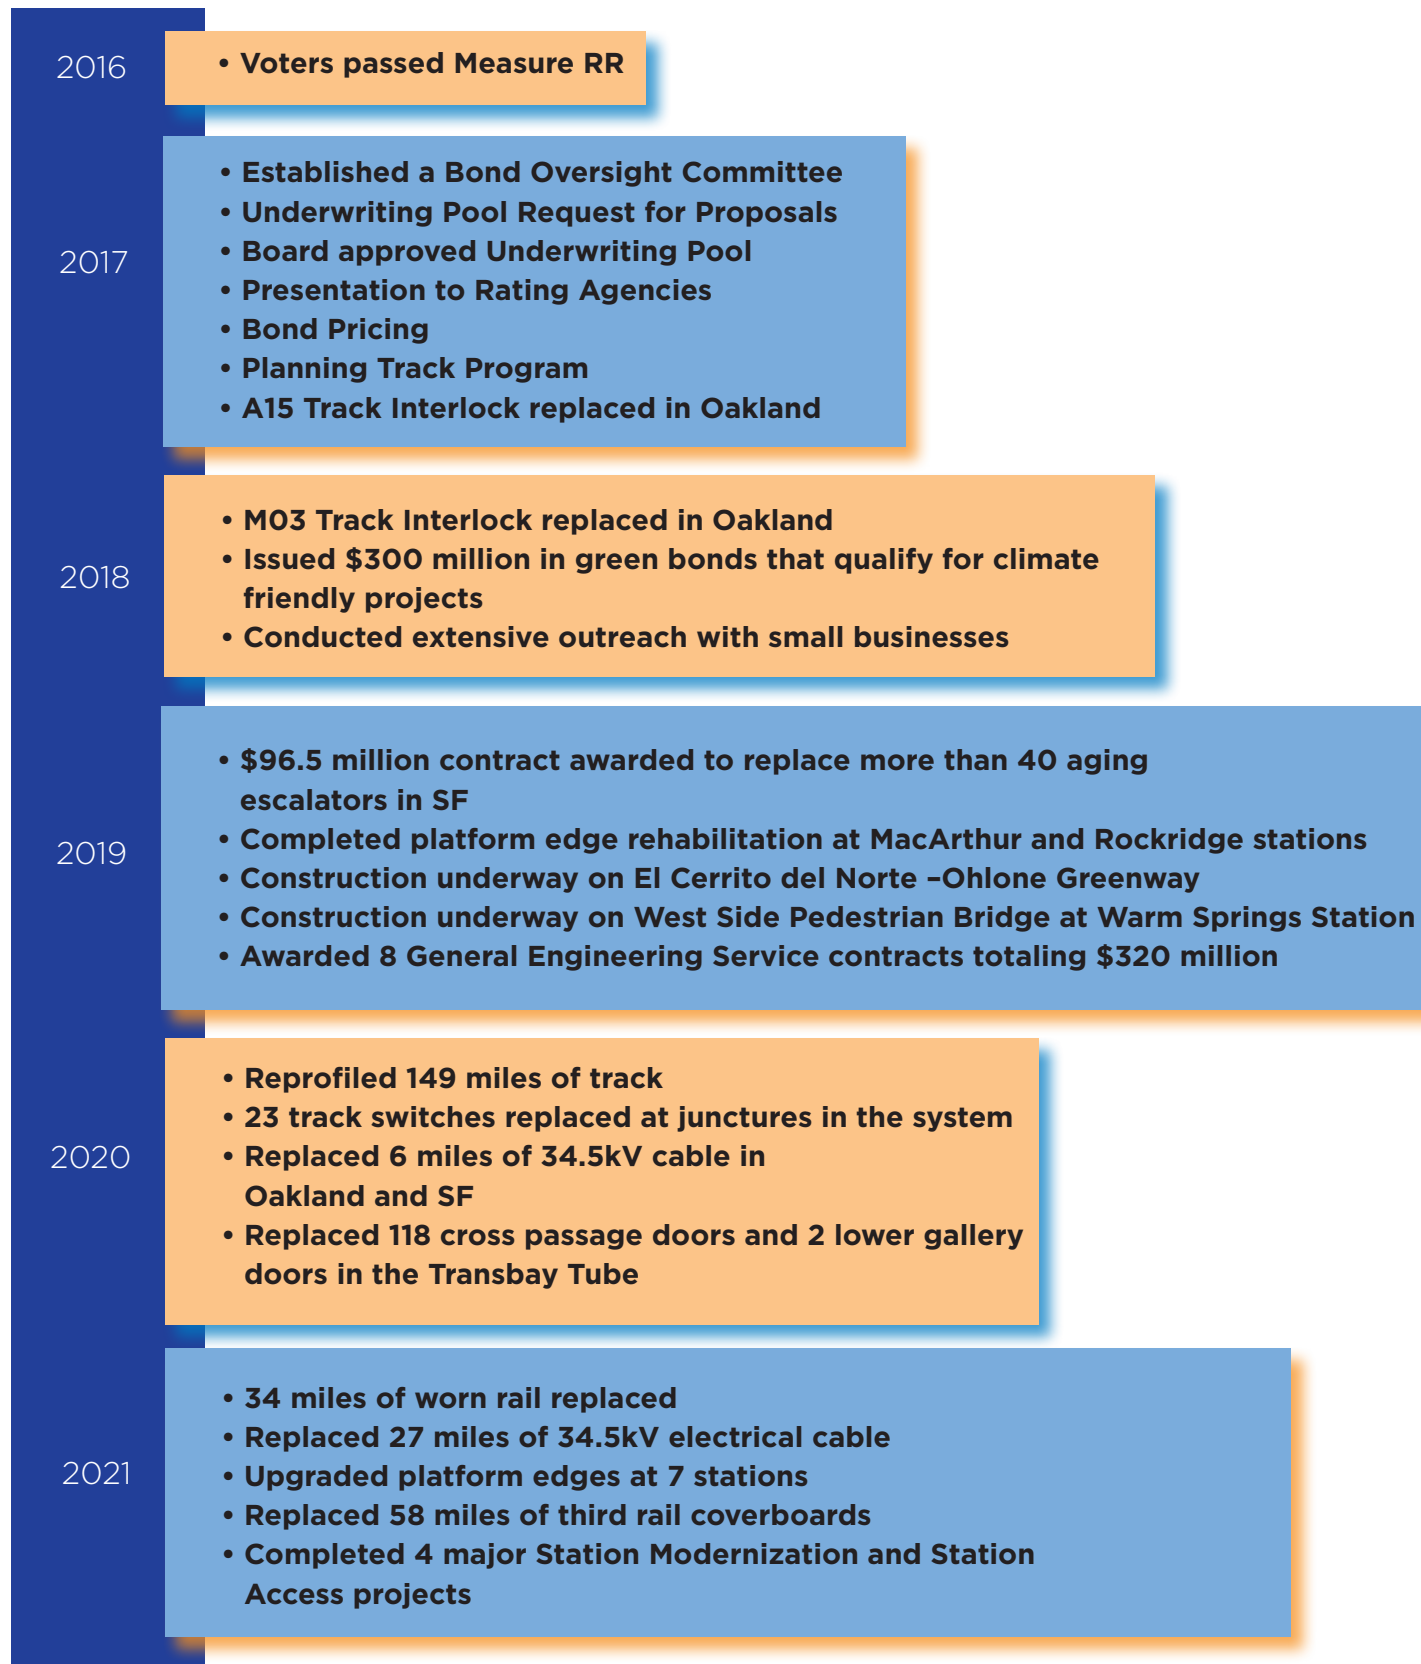 2016
• Voters passed Measure RR
2017
• Established a Bond Oversight Committee
• Underwriting Pool Request for Proposals
• Board approved Underwriting Pool
• Presentation to Rating Agencies
• Bond Pricing
• Planning Track Program
• A15 Track Interlock replaced in Oakland
2018
• M03 Track Interlock replaced in Oakland
• Issued $300 million in green bonds that qualify for climate
friendly projects
• Conducted extensive outreach with small businesses
2019
• $96.5 million contract awarded to replace more than 40 aging
escalators in SF
• Completed platform edge rehabilitation at MacArthur and Rockridge stations
• Construction underway on El Cerrito del Norte –Ohlone Greenway
• Construction underway on West Side Pedestrian Bridge at Warm Springs Station
• Awarded 8 General Engineering Service contracts totaling $320 million
2020
• Reprofiled 149 miles of track
• 23 track switches replaced at junctures in the system
• Replaced 6 miles of 34.5kV cable in
Oakland and SF
• Replaced 118 cross passage doors and 2 lower gallery
doors in the Transbay Tube
2021
• 34 miles of worn rail replaced
• Replaced 27 miles of 34.5kV electrical cable
• Upgraded platform edges at 7 stations
• Replaced 58 miles of third rail coverboards
• Completed 4 major Station Modernization and Station
Access projects